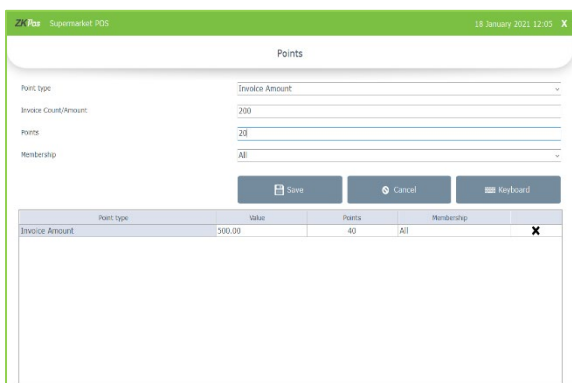 ZKPos Supermarket POS 18 January 2021 12:05 X
Points
Point type Invoice Amount
Invoice Count/Amount 200
Points 20
Membership All
Save Cancel Keyboard
Point type Value Points Membership
Invoice Amount 500.00 40 All X